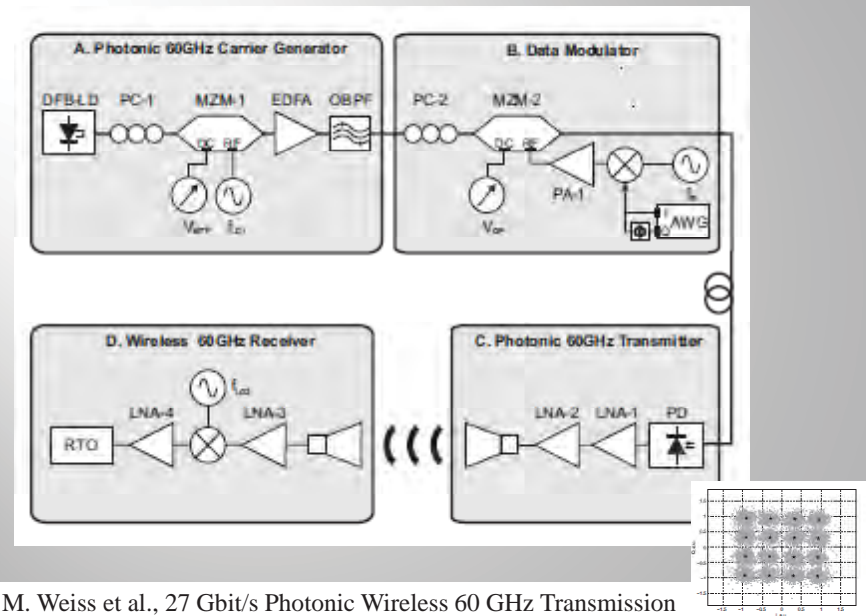 A. Photonic 60GHz Carrier Generator
DFB-LD PC-1 MZM-1 EDFA OBPF
DC RF
B. Data Modulator
PC-2 MZM-2
DC RF
PA-1
I
Q
AWG
Φ
D. Wireless 60GHz Receiver
LNA-4 LNA-3
RTO
C. Photonic 60GHz Transmitter
LNA-2 LNA-1 PD
M. Weiss et al., 27 Gbit/s Photonic Wireless 60 GHz Transmission